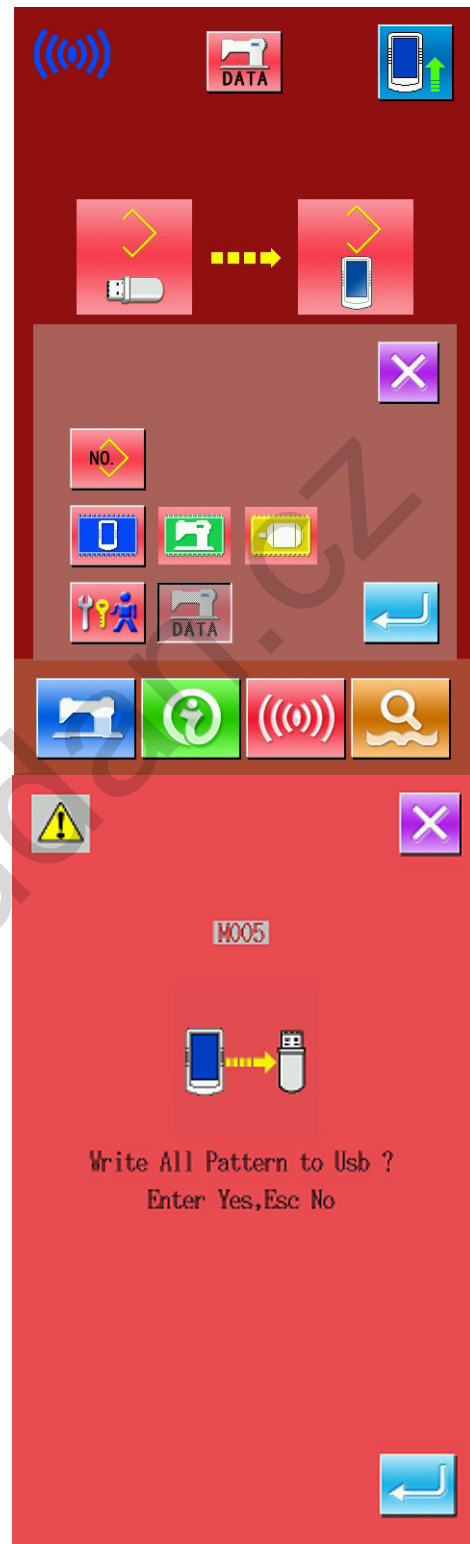 DATA
NO.
DATA
M005
Write All Pattern to Usb ?
Enter Yes,Esc No